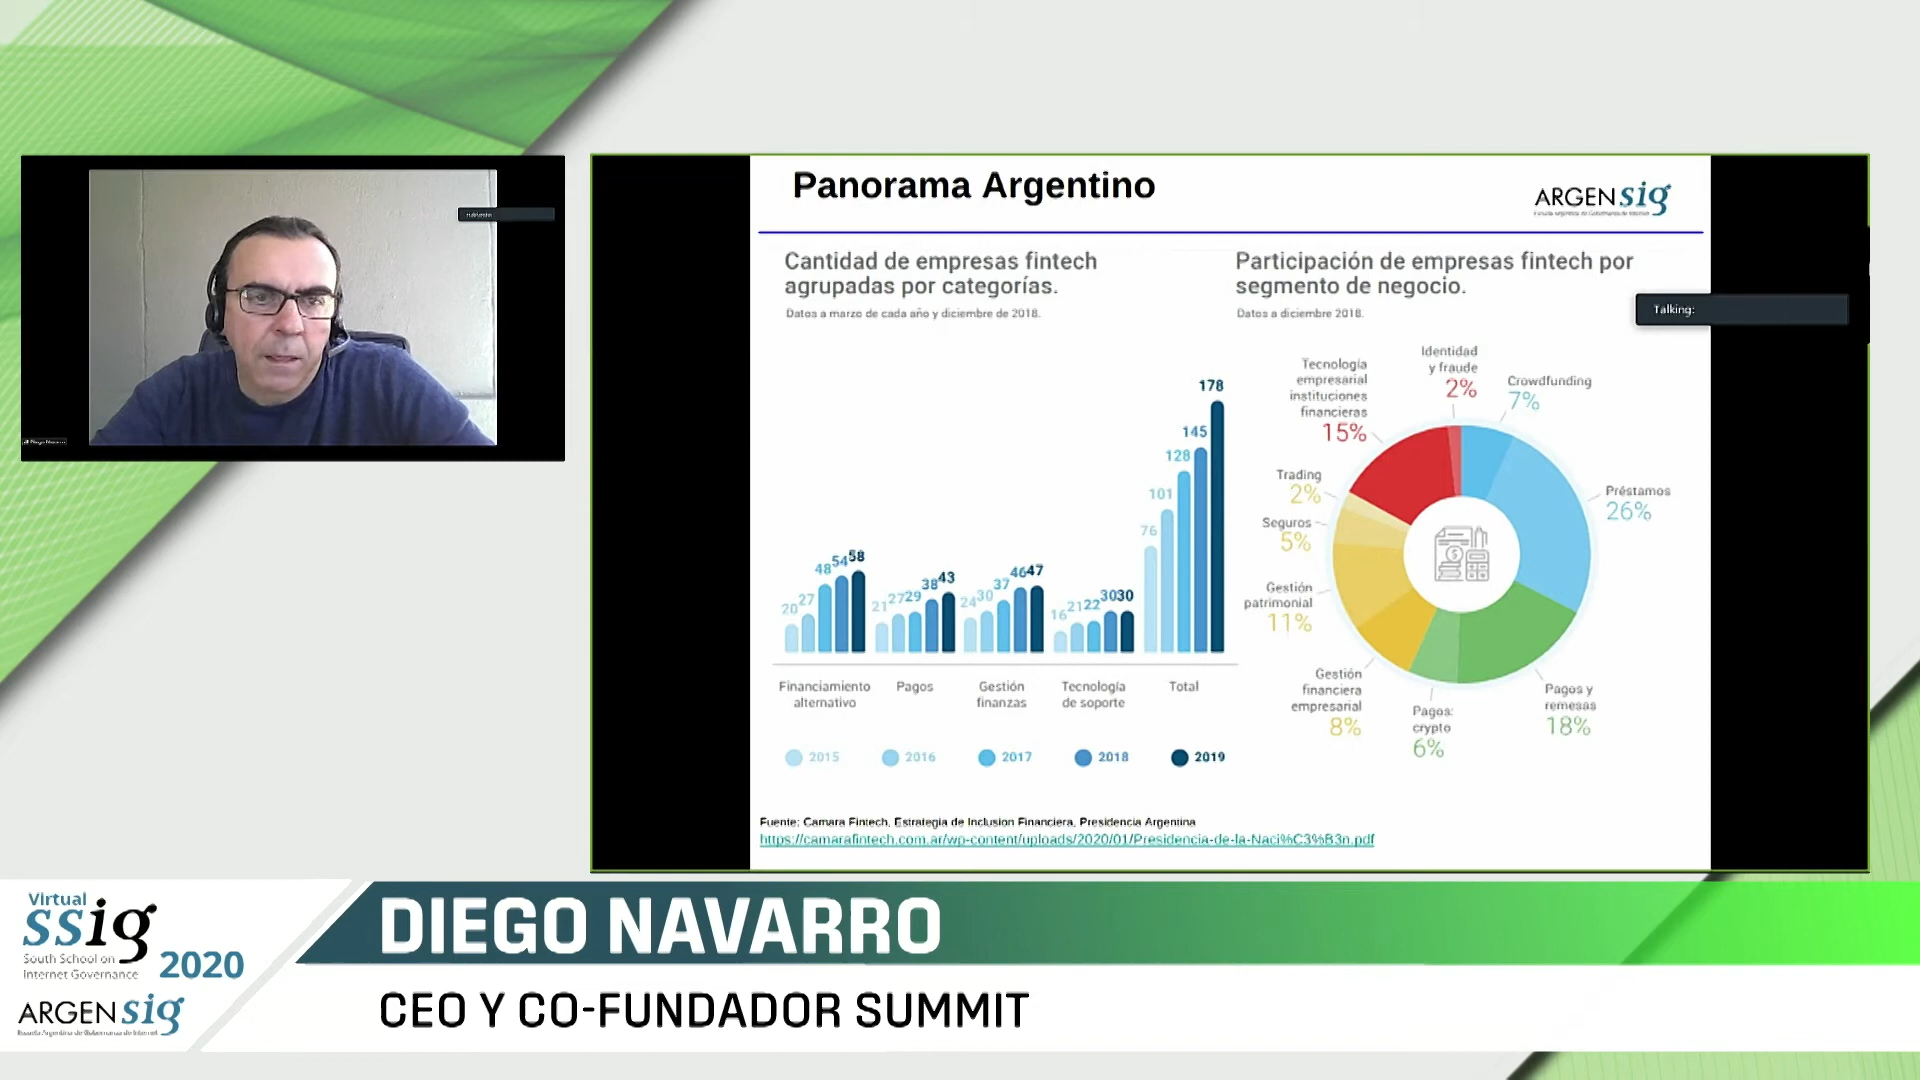 Panorama Argentino
ARGENsig
Cantidad de empresas fintech
agrupadas por categorías.
Datos a marzo de cada año y diciembre de 2018.
20 27 48 54 58
21 27 29 38 43
24 30 37 46 47
16 21 22 30 30
76 101 128 145 178
Financiamiento
alternativo
Pagos
Gestión
finanzas
Tecnología
de soporte
Total
2015 2016 2017 2018 2019
Participación de empresas fintech por
segmento de negocio.
Datos a diciembre 2018.
Talking:
Identidad
y fraude
2%
Crowdfunding
7%
Préstamos
26%
Pagos y
remesas
18%
Pagos:
crypto
6%
Gestión
financiera
empresarial
8%
Gestión
patrimonial
11%
Seguros
5%
Trading
2%
Tecnología
empresarial
instituciones
financieras
15%
Fuente: Camara Fintech, Estrategia de Inclusion Financiera, Presidencia Argentina
https://camarafintech.com.ar/wp-content/uploads/2020/01/Presidencia-de-la-Naci%C3%B3n.pdf
Virtual
ssig
South School on
Internet Governance
2020
ARGENsig
Escuela Argentina de Gobernanza de Internet
DIEGO NAVARRO
CEO Y CO-FUNDADOR SUMMIT